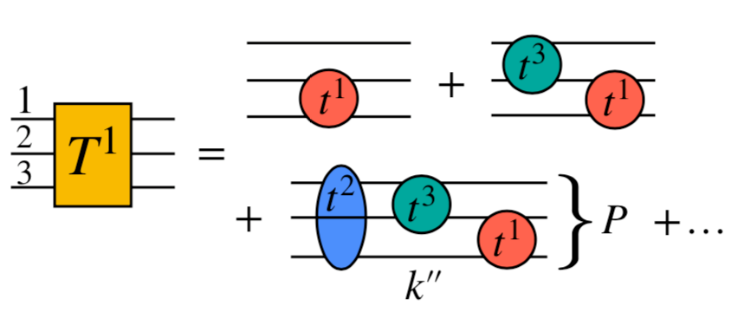 t¹
+ t³ t¹
1
2
3
T¹ =
+ t² t³ t¹ } P + ...
k″